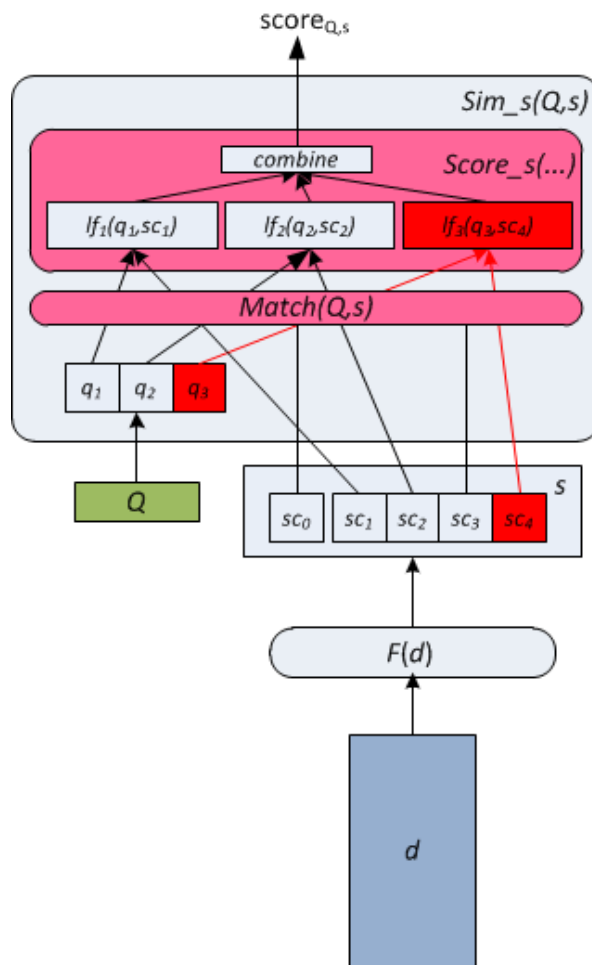 score_Q,s
Sim_s(Q,s)
combine
Score_s(...)
lf₁(q₁,sc₁) lf₂(q₂,sc₂) lf₃(q₃,sc₄)
Match(Q,s)
q₁ q₂ q₃
Q
s
sc₀ sc₁ sc₂ sc₃ sc₄
F(d)
d